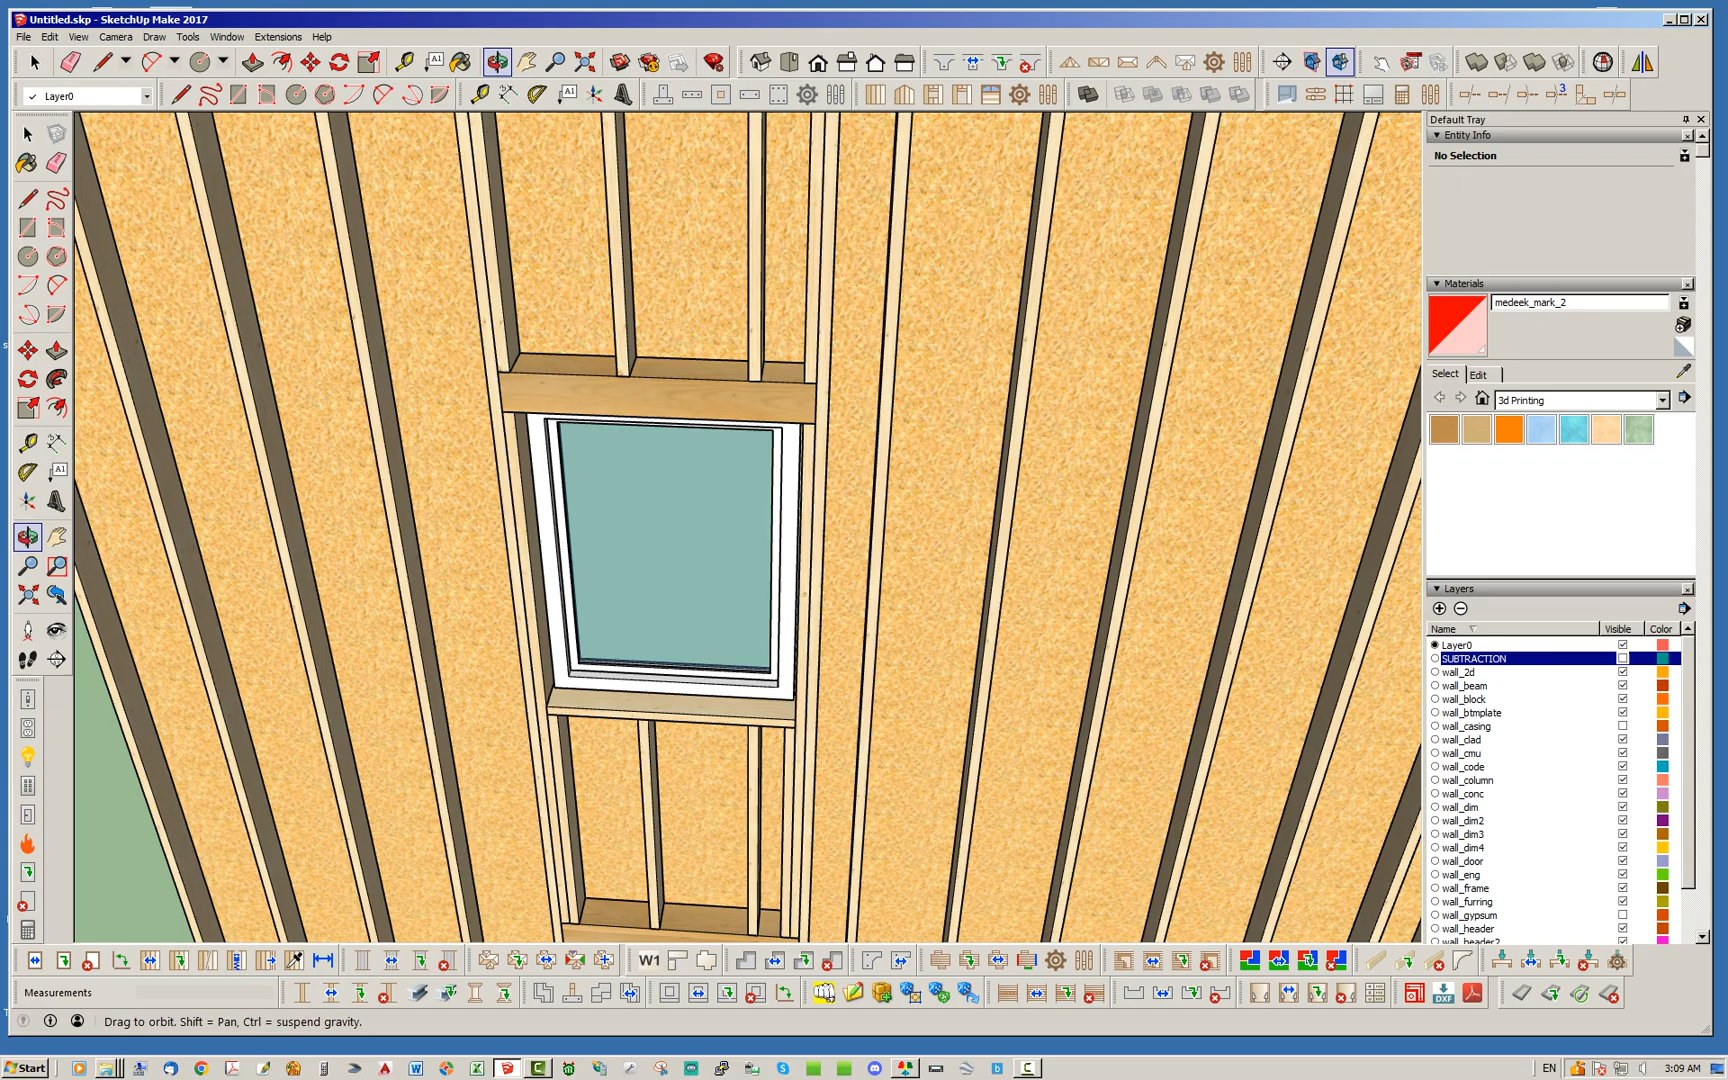 Untitled.skp - SketchUp Make 2017
File Edit View Camera Draw Tools Window Extensions Help
Layer0
Default Tray
Entity Info
No Selection
Materials
medeek_mark_2
Select Edit
3d Printing
Layers
Name Visible Color
Layer0
SUBTRACTION
wall_2d
wall_beam
wall_block
wall_btmplate
wall_casing
wall_clad
wall_cmu
wall_code
wall_column
wall_conc
wall_dim
wall_dim2
wall_dim3
wall_dim4
wall_door
wall_eng
wall_frame
wall_furring
wall_gypsum
wall_header
wall_header2
W1
Measurements
DXF
Drag to orbit. Shift = Pan, Ctrl = suspend gravity.
Start
EN
3:09 AM